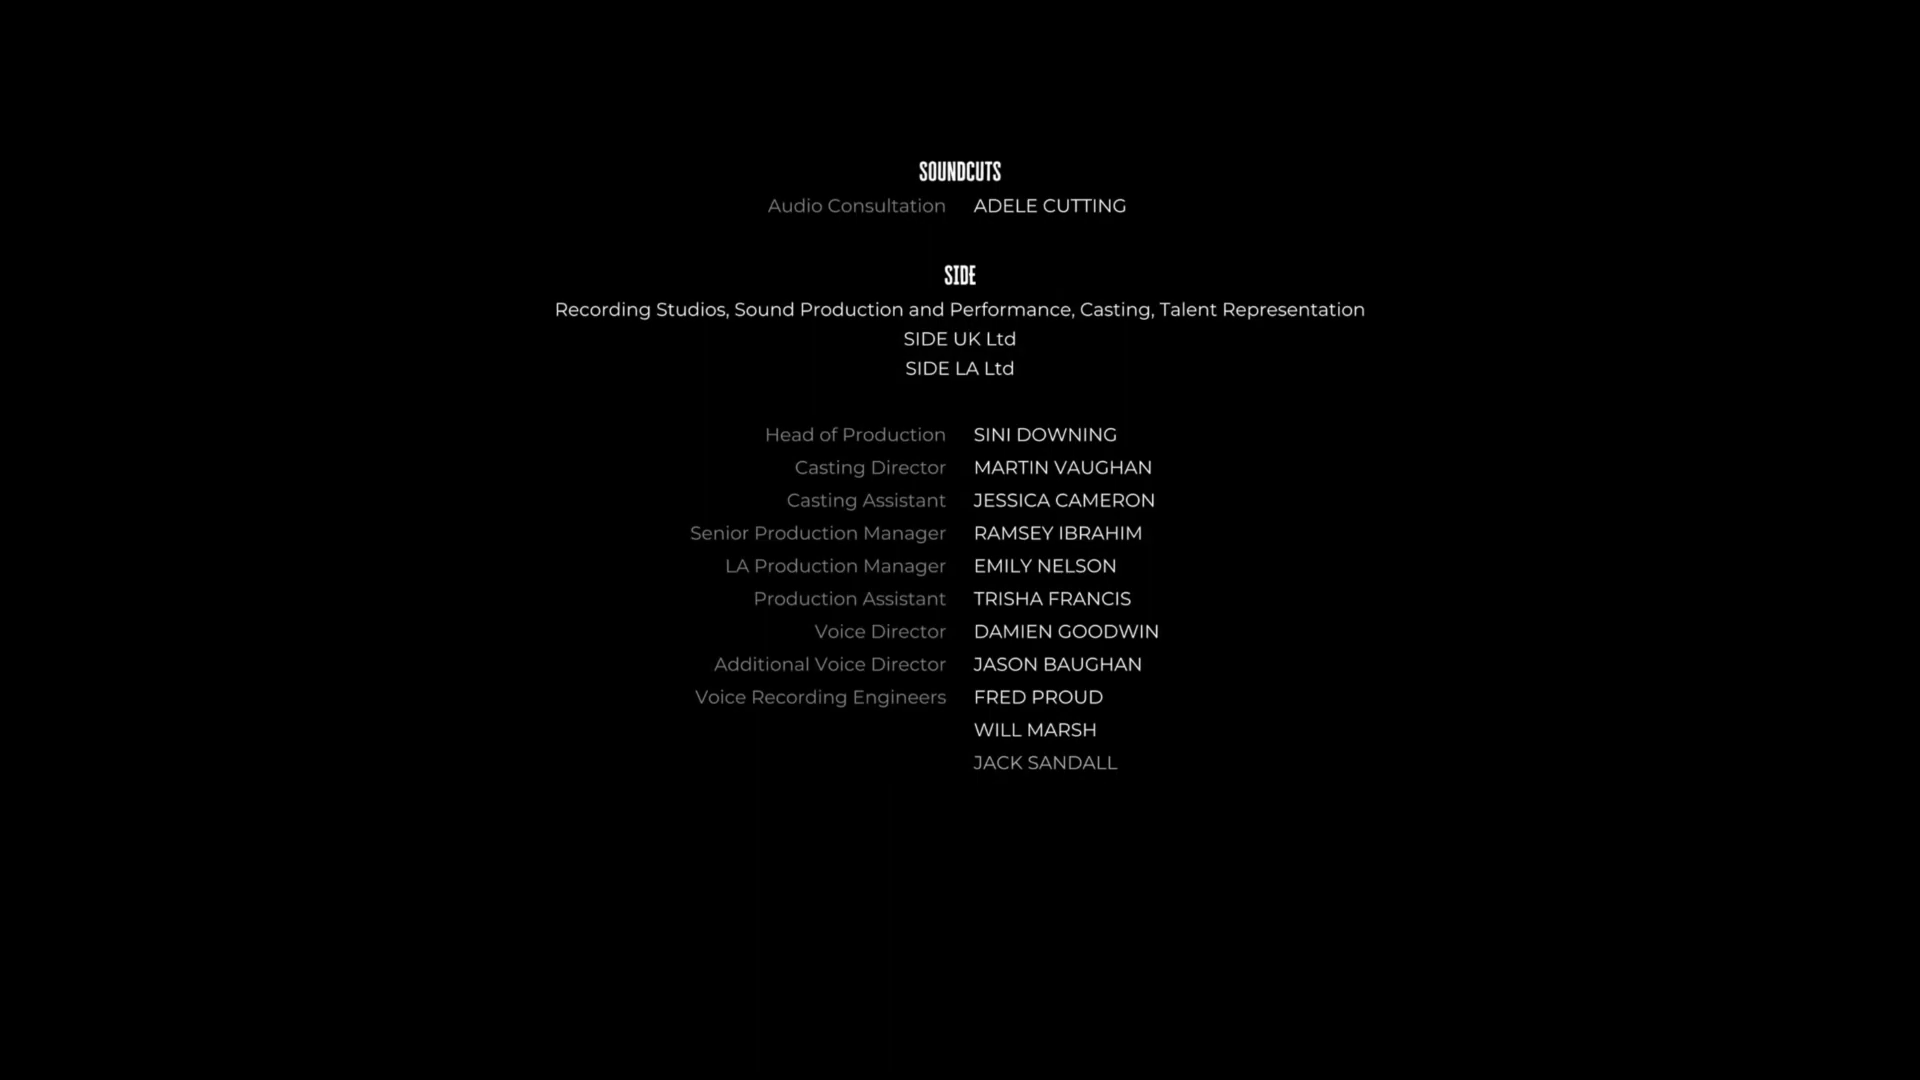 SOUNDCUTS
Audio Consultation ADELE CUTTING
SIDE
Recording Studios, Sound Production and Performance, Casting, Talent Representation
SIDE UK Ltd
SIDE LA Ltd
Head of Production SINI DOWNING
Casting Director MARTIN VAUGHAN
Casting Assistant JESSICA CAMERON
Senior Production Manager RAMSEY IBRAHIM
LA Production Manager EMILY NELSON
Production Assistant TRISHA FRANCIS
Voice Director DAMIEN GOODWIN
Additional Voice Director JASON BAUGHAN
Voice Recording Engineers FRED PROUD
WILL MARSH
JACK SANDALL